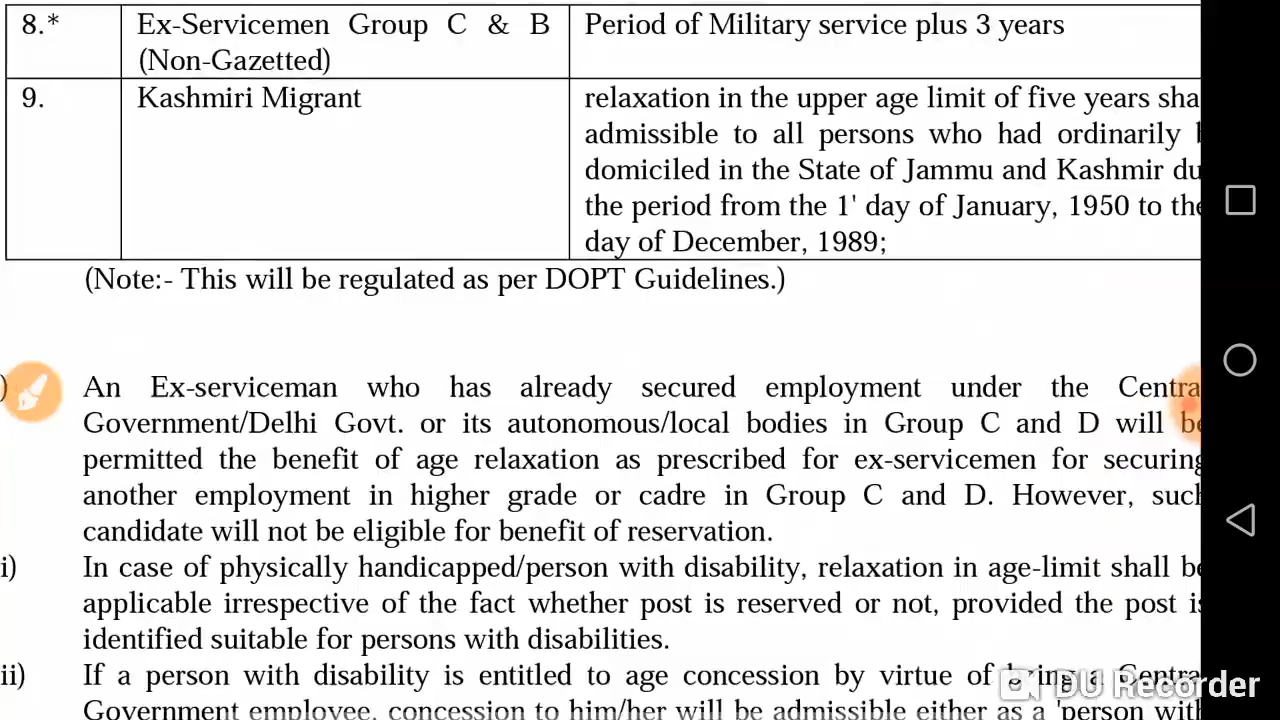 8.* Ex-Servicemen Group C & B Period of Military service plus 3 years
(Non-Gazetted)
9. Kashmiri Migrant relaxation in the upper age limit of five years sha
admissible to all persons who had ordinarily
domiciled in the State of Jammu and Kashmir du
the period from the 1' day of January, 1950 to the
day of December, 1989;
(Note:- This will be regulated as per DOPT Guidelines.)
) An Ex-serviceman who has already secured employment under the Centra
Government/Delhi Govt. or its autonomous/local bodies in Group C and D will be
permitted the benefit of age relaxation as prescribed for ex-servicemen for securing
another employment in higher grade or cadre in Group C and D. However, such
candidate will not be eligible for benefit of reservation.
i) In case of physically handicapped/person with disability, relaxation in age-limit shall be
applicable irrespective of the fact whether post is reserved or not, provided the post is
identified suitable for persons with disabilities.
ii) If a person with disability is entitled to age concession by virtue of being a Centra
Government employee, concession to him/her will be admissible either as a 'person with
DU Recorder